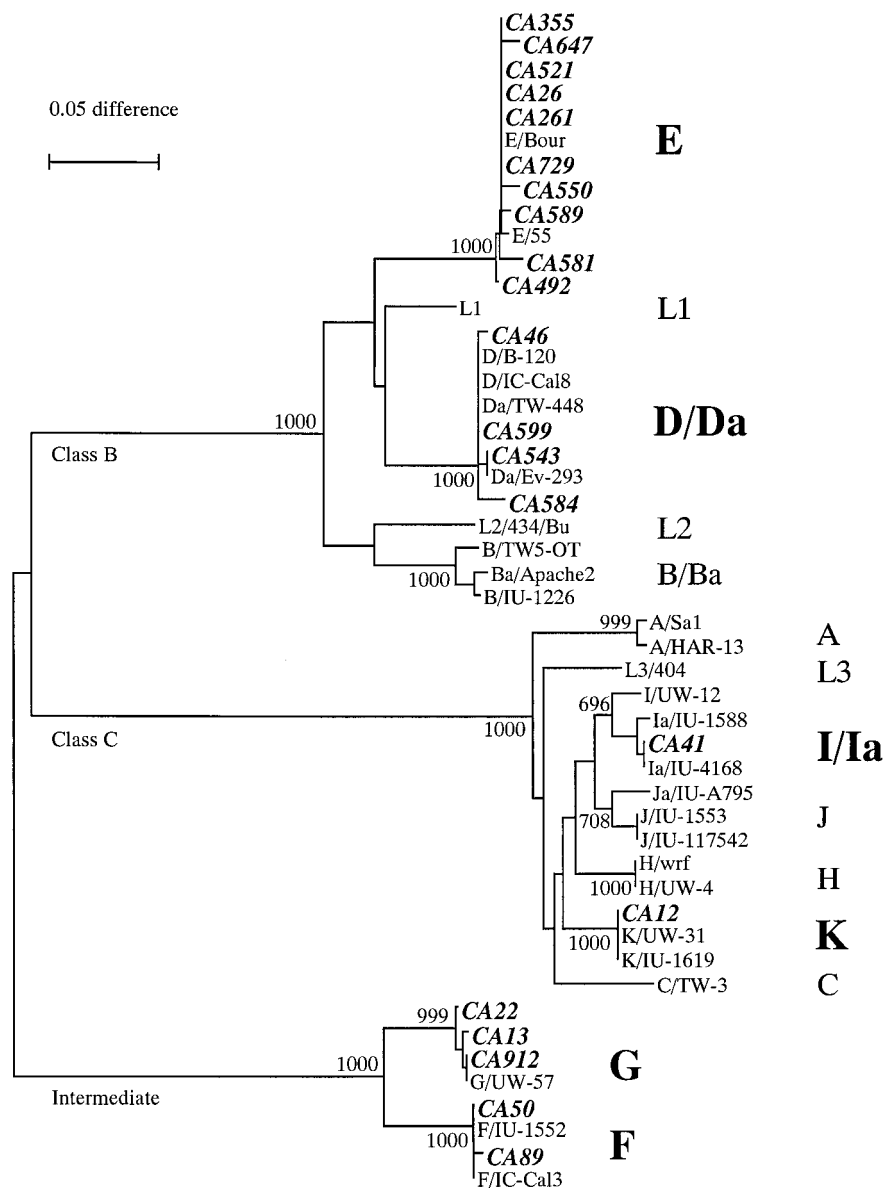 CA355
CA647
0.05 difference
CA521
CA26
CA261
E/Bour
E
CA729
CA550
CA589
E/55
1000
CA581
CA492
L1
L1
CA46
D/B-120
D/IC-Cal8
Da/TW-448
D/Da
1000
CA599
Class B
CA543
Da/Ev-293
1000
CA584
L2/434/Bu
L2
B/TW5-OT
Ba/Apache2
B/Ba
1000
B/IU-1226
999
A/Sa1
A
A/HAR-13
L3/404
L3
I/UW-12
696
Ia/IU-1588
1000
Class C
CA41
I/Ia
Ia/IU-4168
Ja/IU-A795
J/IU-1553
J
708
J/IU-117542
H/wrf
H
1000
H/UW-4
CA12
K/UW-31
K
1000
K/IU-1619
C/TW-3
C
CA22
999
CA13
CA912
G
1000
G/UW-57
Intermediate
CA50
F/IU-1552
1000
F
CA89
F/IC-Cal3